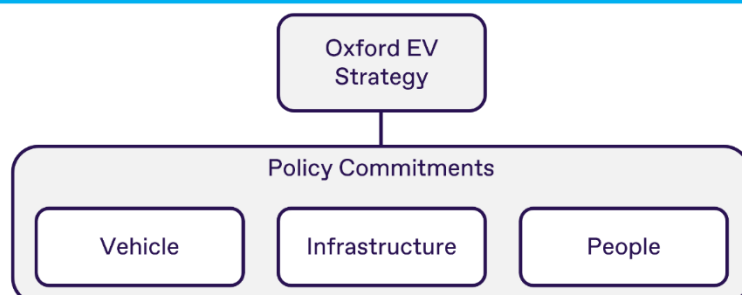 Oxford EV
Strategy
Policy Commitments
Vehicle
Infrastructure
People